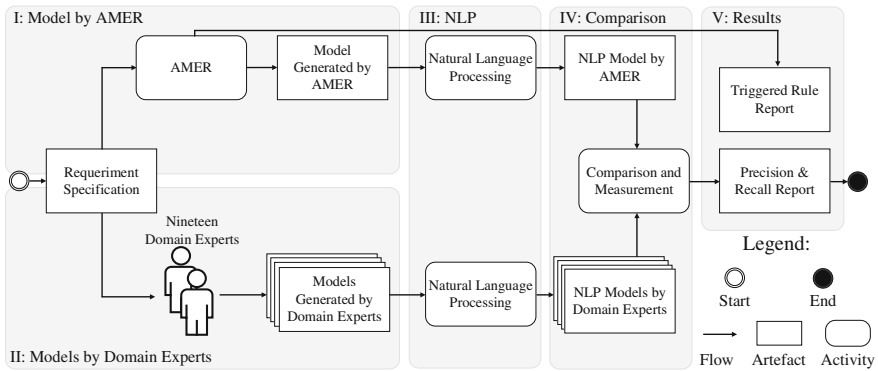 I: Model by AMER
III: NLP
IV: Comparison
V: Results
AMER
Model
Generated by
AMER
Natural Language
Processing
NLP Model by
AMER
Triggered Rule
Report
Requeriment
Specification
Comparison and
Measurement
Precision &
Recall Report
Nineteen
Domain Experts
Models
Generated by
Domain Experts
Natural Language
Processing
NLP Models by
Domain Experts
II: Models by Domain Experts
Legend:
Start
End
Flow
Artefact
Activity